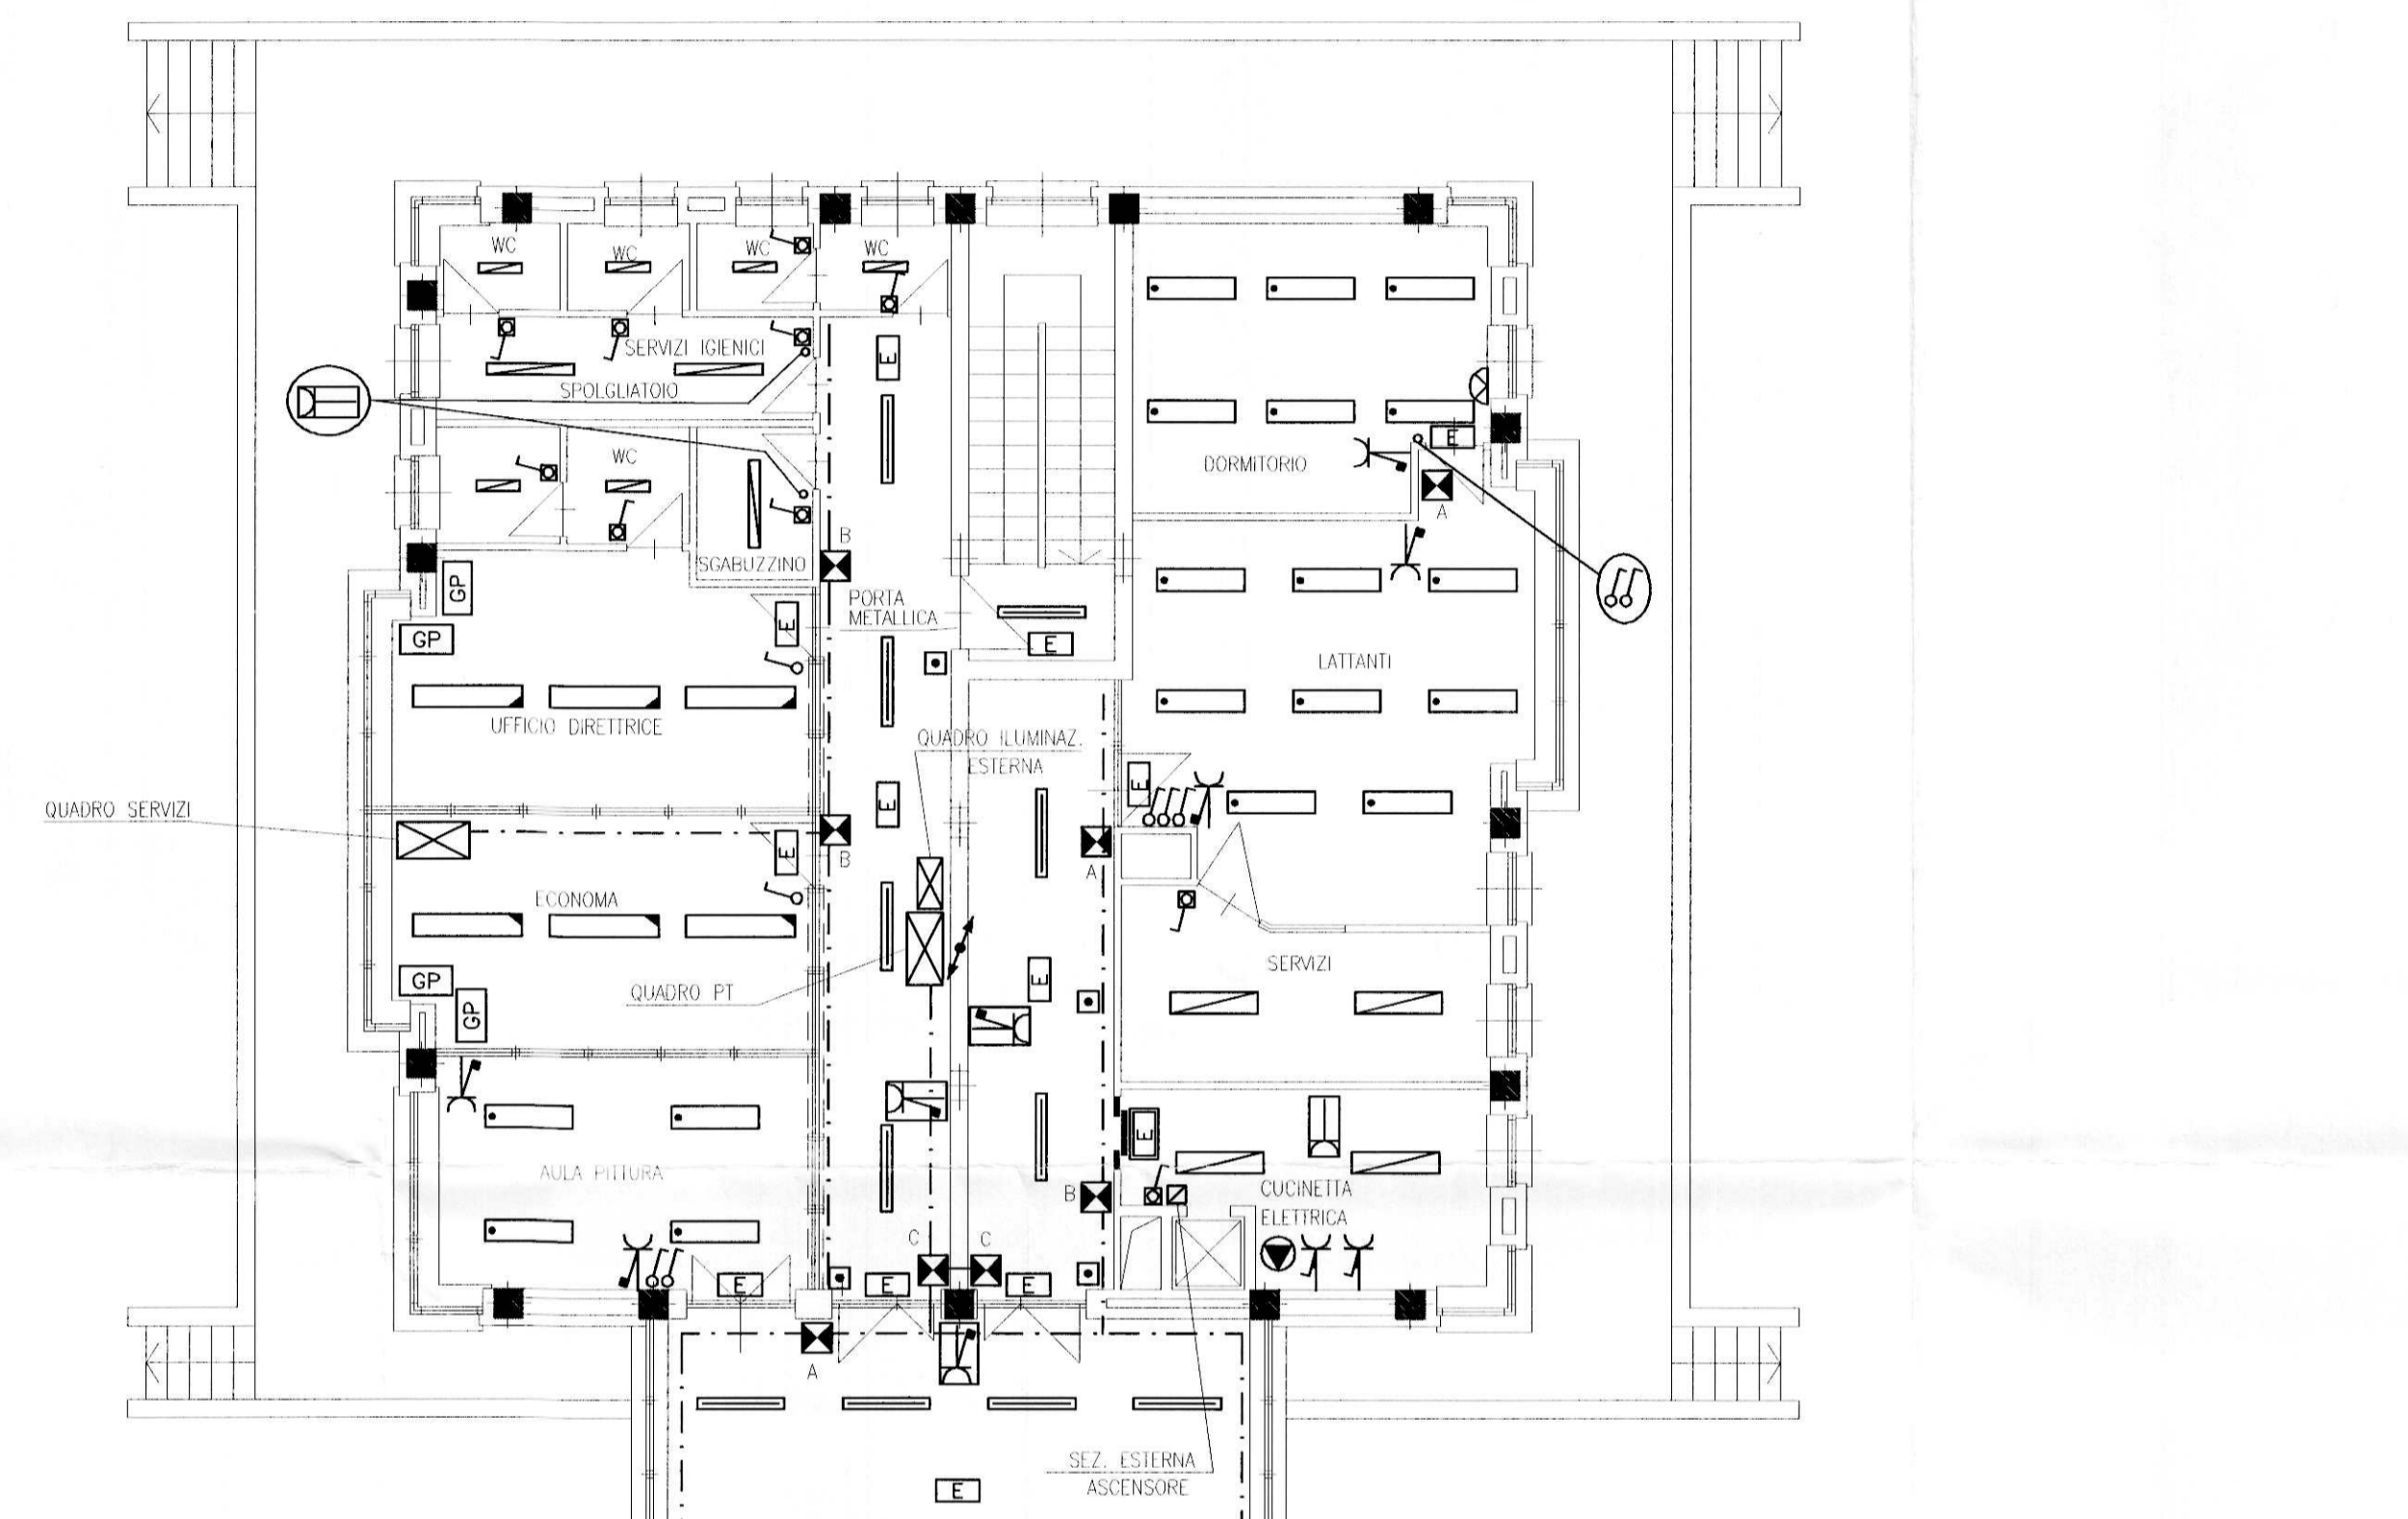 WC
WC
WC
WC
SERVIZI IGIENICI
E
SPOLGLIATOIO
E
WC
DORMITORIO
A
B
SGABUZZINO
GP
PORTA
METALLICA
E
GP
E
LATTANTI
UFFICIO DIRETTRICE
QUADRO ILUMINAZ.
ESTERNA
E
E
QUADRO SERVIZI
E
B
A
ECONOMA
SERVIZI
GP
E
QUADRO PT
GP
E
AULA PITTURA
CUCINETTA
B
ELETTRICA
C
C
E
E
E
A
SEZ. ESTERNA
ASCENSORE
E